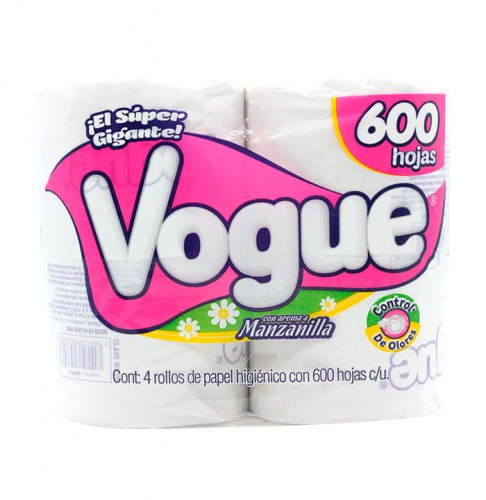 ¡El Súper
Gigante!
600
hojas
Vogue®
con aroma a
Manzanilla
Control
De Olores
CLAVE
Cont: 4 rollos de papel higiénico con 600 hojas c/u.